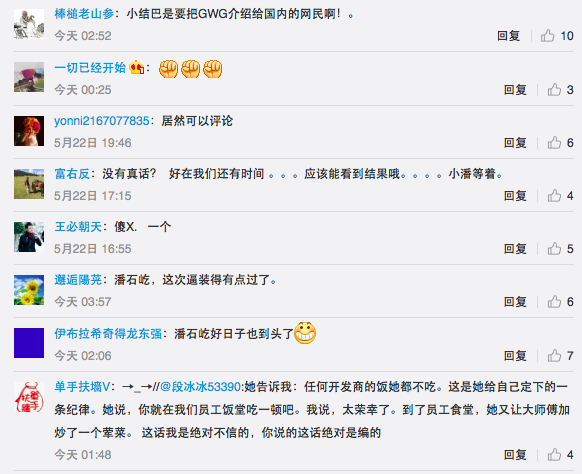 榛槌老山参：小结巴是要把GWG介绍给国内的网民啊！。
今天 02:52
回复 10
一切已经开始：
今天 00:25
回复 3
yonni2167077835：居然可以评论
5月22日 19:46
回复 6
富右反：没有真话？ 好在我们还有时间 。。。应该能看到结果哦。。。。小潘等着。
5月22日 17:15
回复 4
王必朝天：傻X. 一个
5月22日 16:55
回复 5
邂逅陽茪：潘石屹，这次逼装得有点过了。
今天 03:57
回复 6
伊布拉希奇得龙东强：潘石屹好日子也到头了
今天 02:06
回复 7
单手扶墙V：→_→//@段冰冰53390:她告诉我：任何开发商的饭她都不吃。这是她给自己定下的
一条纪律。她说，你就在我们员工饭堂吃一顿吧。我说，太荣幸了。到了员工食堂，她又让大师傅加
炒了一个荤菜。 这话我是绝对不信的，你说的这话绝对是编的
今天 01:48
回复 4